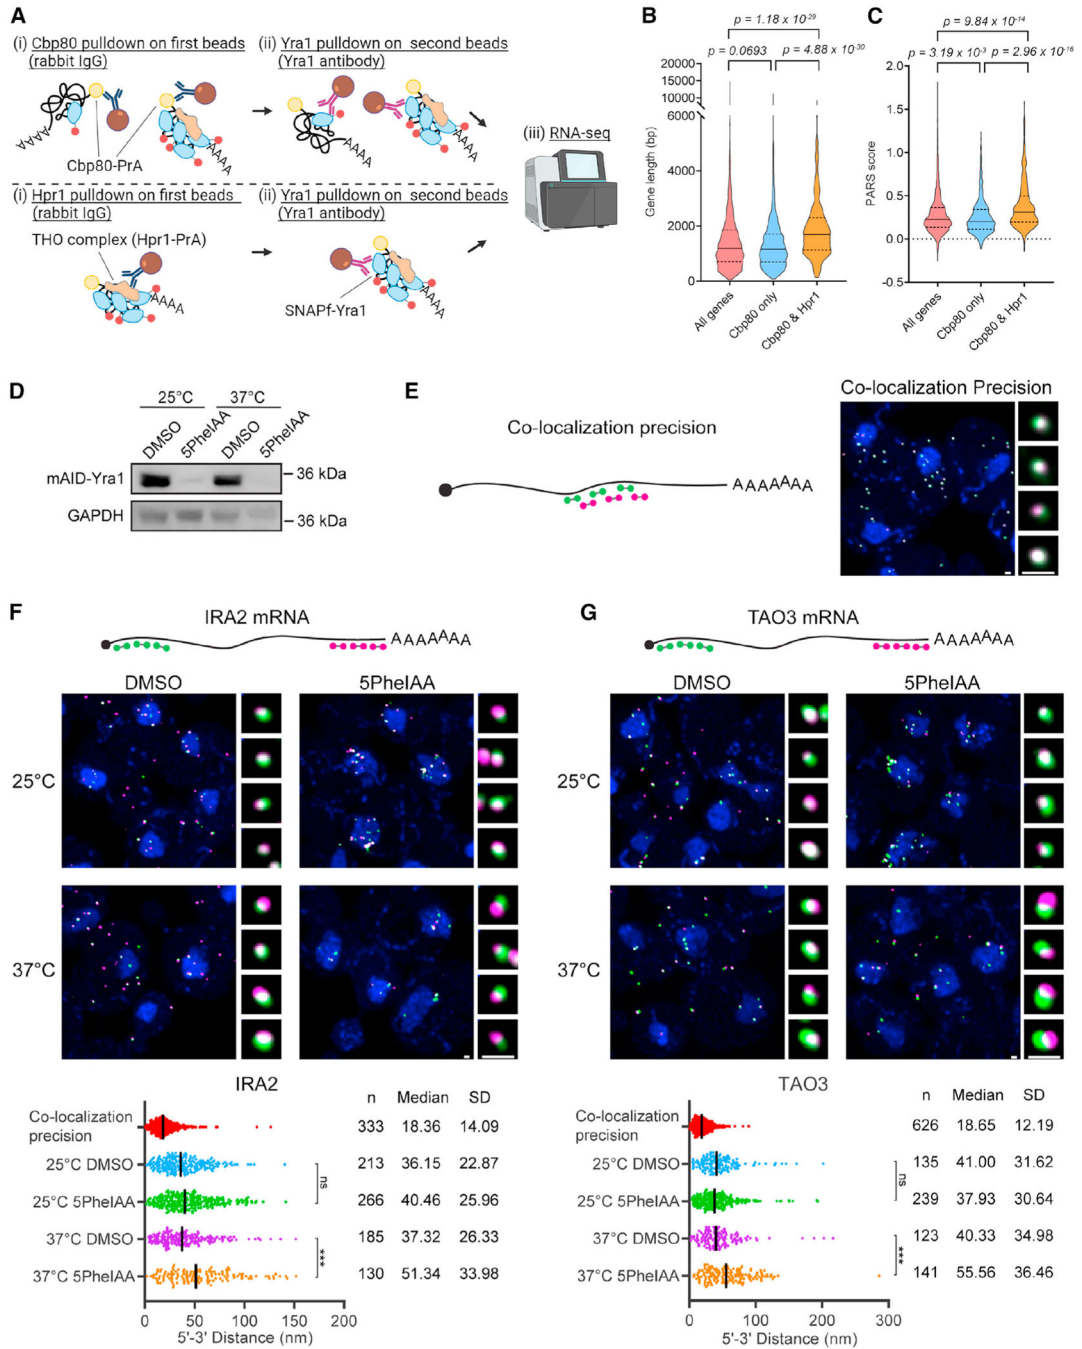 A
(i) Cbp80 pulldown on first beads
(rabbit IgG)
(ii) Yra1 pulldown on second beads
(Yra1 antibody)
AAAA
AAAA
AAAA
AAAA
Cbp80-PrA
(iii) RNA-seq
(i) Hpr1 pulldown on first beads
(rabbit IgG)
(ii) Yra1 pulldown on second beads
(Yra1 antibody)
THO complex (Hpr1-PrA)
AAAA
AAAA
SNAPf-Yra1
B
p = 1.18 x 10-29
p = 0.0693
p = 4.88 x 10-30
Gene length (bp)
20000
15000
10000
6000
4000
2000
0
All genes
Cbp80 only
Cbp80 & Hpr1
C
p = 9.84 x 10-14
p = 3.19 x 10-3
p = 2.96 x 10-16
PARS score
2.0
1.5
1.0
0.5
0.0
-0.5
All genes
Cbp80 only
Cbp80 & Hpr1
D
25°C
37°C
DMSO
5PheIAA
DMSO
5PheIAA
mAID-Yra1
36 kDa
GAPDH
36 kDa
E
Co-localization precision
AAAAAAA
Co-localization Precision
F
IRA2 mRNA
AAAAAAA
DMSO
5PheIAA
25°C
37°C
IRA2
n Median SD
Co-localization precision 333 18.36 14.09
25°C DMSO 213 36.15 22.87
25°C 5PheIAA 266 40.46 25.96
37°C DMSO 185 37.32 26.33
37°C 5PheIAA 130 51.34 33.98
ns
***
0 50 100 150 200
5'-3' Distance (nm)
G
TAO3 mRNA
AAAAAAA
DMSO
5PheIAA
25°C
37°C
TAO3
n Median SD
Co-localization precision 626 18.65 12.19
25°C DMSO 135 41.00 31.62
25°C 5PheIAA 239 37.93 30.64
37°C DMSO 123 40.33 34.98
37°C 5PheIAA 141 55.56 36.46
ns
***
0 100 200 300
5'-3' Distance (nm)